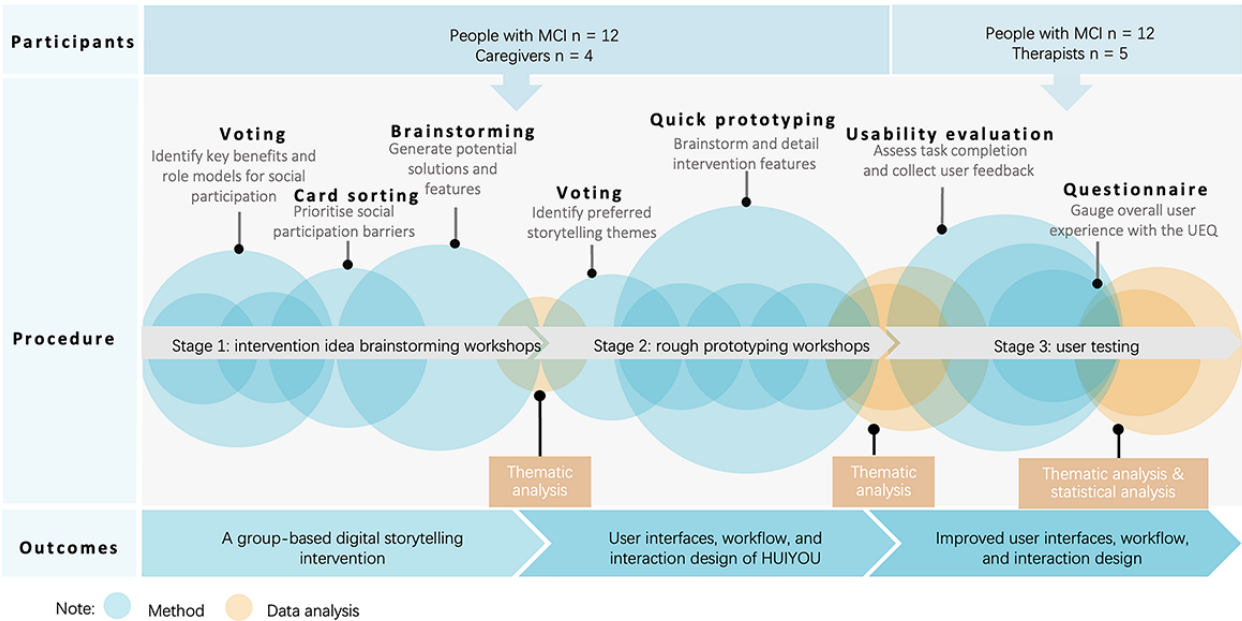 Participants
People with MCI n = 12
Caregivers n = 4
People with MCI n = 12
Therapists n = 5
Procedure
Voting
Identify key benefits and
role models for social
participation
Card sorting
Prioritise social
participation barriers
Brainstorming
Generate potential
solutions and
features
Voting
Identify preferred
storytelling themes
Quick prototyping
Brainstorm and detail
intervention features
Usability evaluation
Assess task completion
and collect user feedback
Questionnaire
Gauge overall user
experience with the UEQ
Stage 1: intervention idea brainstorming workshops
Stage 2: rough prototyping workshops
Stage 3: user testing
Thematic
analysis
Thematic
analysis
Thematic analysis &
statistical analysis
Outcomes
A group-based digital storytelling
intervention
User interfaces, workflow, and
interaction design of HUIYOU
Improved user interfaces, workflow,
and interaction design
Note:
Method
Data analysis